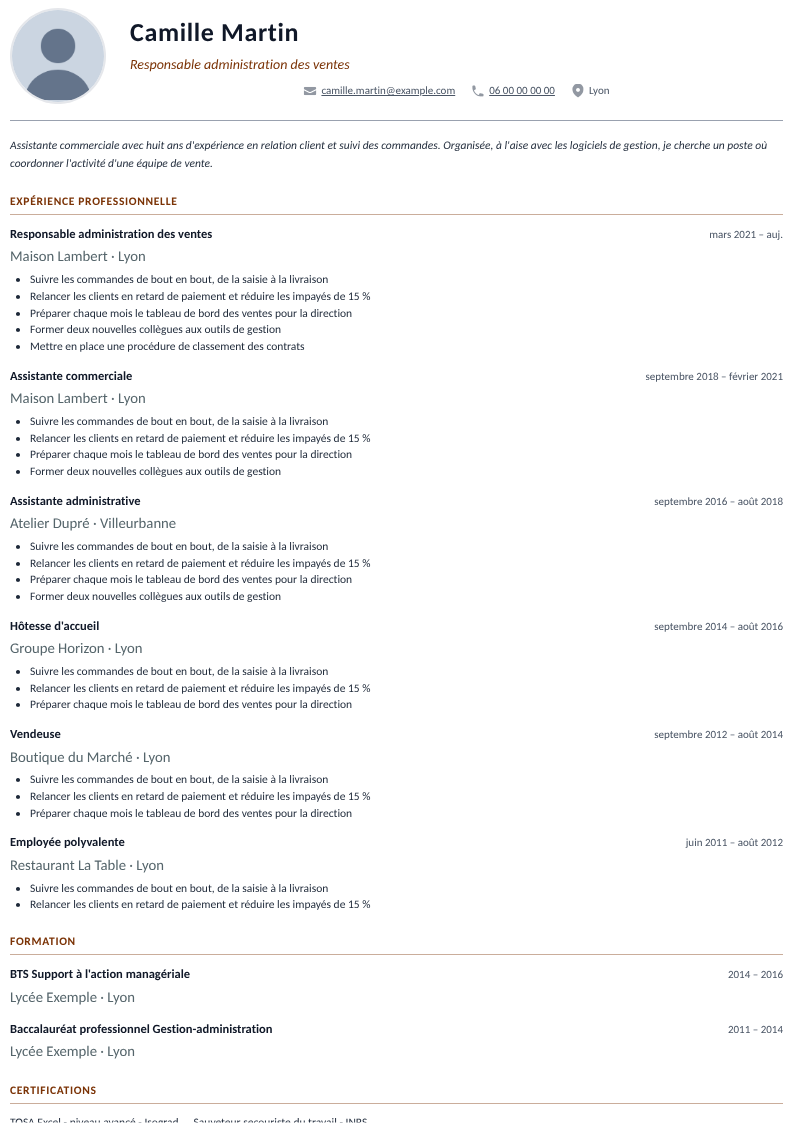 Camille Martin
Responsable administration des ventes
camille.martin@example.com 06 00 00 00 00 Lyon
Assistante commerciale avec huit ans d'expérience en relation client et suivi des commandes. Organisée, à l'aise avec les logiciels de gestion, je cherche un poste où
coordonner l'activité d'une équipe de vente.
EXPÉRIENCE PROFESSIONNELLE
Responsable administration des ventes mars 2021 – auj.
Maison Lambert · Lyon
• Suivre les commandes de bout en bout, de la saisie à la livraison
• Relancer les clients en retard de paiement et réduire les impayés de 15 %
• Préparer chaque mois le tableau de bord des ventes pour la direction
• Former deux nouvelles collègues aux outils de gestion
• Mettre en place une procédure de classement des contrats
Assistante commerciale septembre 2018 – février 2021
Maison Lambert · Lyon
• Suivre les commandes de bout en bout, de la saisie à la livraison
• Relancer les clients en retard de paiement et réduire les impayés de 15 %
• Préparer chaque mois le tableau de bord des ventes pour la direction
• Former deux nouvelles collègues aux outils de gestion
Assistante administrative septembre 2016 – août 2018
Atelier Dupré · Villeurbanne
• Suivre les commandes de bout en bout, de la saisie à la livraison
• Relancer les clients en retard de paiement et réduire les impayés de 15 %
• Préparer chaque mois le tableau de bord des ventes pour la direction
• Former deux nouvelles collègues aux outils de gestion
Hôtesse d'accueil septembre 2014 – août 2016
Groupe Horizon · Lyon
• Suivre les commandes de bout en bout, de la saisie à la livraison
• Relancer les clients en retard de paiement et réduire les impayés de 15 %
• Préparer chaque mois le tableau de bord des ventes pour la direction
Vendeuse septembre 2012 – août 2014
Boutique du Marché · Lyon
• Suivre les commandes de bout en bout, de la saisie à la livraison
• Relancer les clients en retard de paiement et réduire les impayés de 15 %
• Préparer chaque mois le tableau de bord des ventes pour la direction
Employée polyvalente juin 2011 – août 2012
Restaurant La Table · Lyon
• Suivre les commandes de bout en bout, de la saisie à la livraison
• Relancer les clients en retard de paiement et réduire les impayés de 15 %
FORMATION
BTS Support à l'action managériale 2014 – 2016
Lycée Exemple · Lyon
Baccalauréat professionnel Gestion-administration 2011 – 2014
Lycée Exemple · Lyon
CERTIFICATIONS
TOSA Excel - niveau avancé - Isograd Sauveteur secouriste du travail - INRS